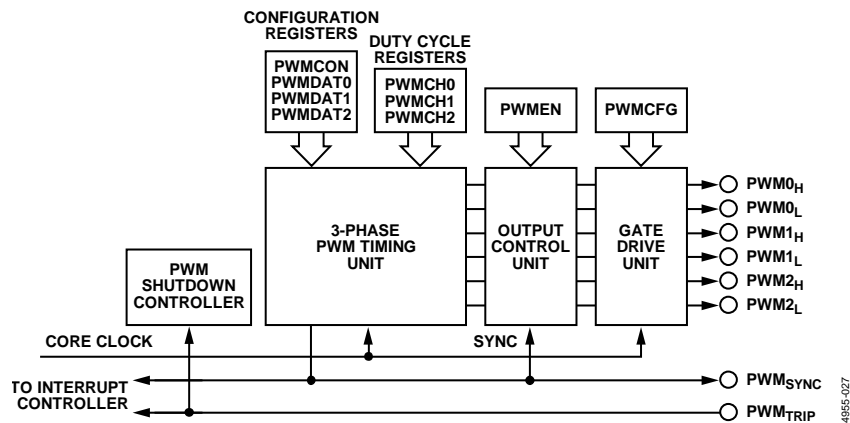 CONFIGURATION
REGISTERS
DUTY CYCLE
REGISTERS
PWMCON
PWMDAT0
PWMDAT1
PWMDAT2
PWMCH0
PWMCH1
PWMCH2
PWMEN
PWMCFG
3-PHASE
PWM TIMING
UNIT
OUTPUT
CONTROL
UNIT
GATE
DRIVE
UNIT
PWM0H
PWM0L
PWM1H
PWM1L
PWM2H
PWM2L
PWM
SHUTDOWN
CONTROLLER
CORE CLOCK
SYNC
TO INTERRUPT
CONTROLLER
PWMSYNC
PWMTRIP
4955-027